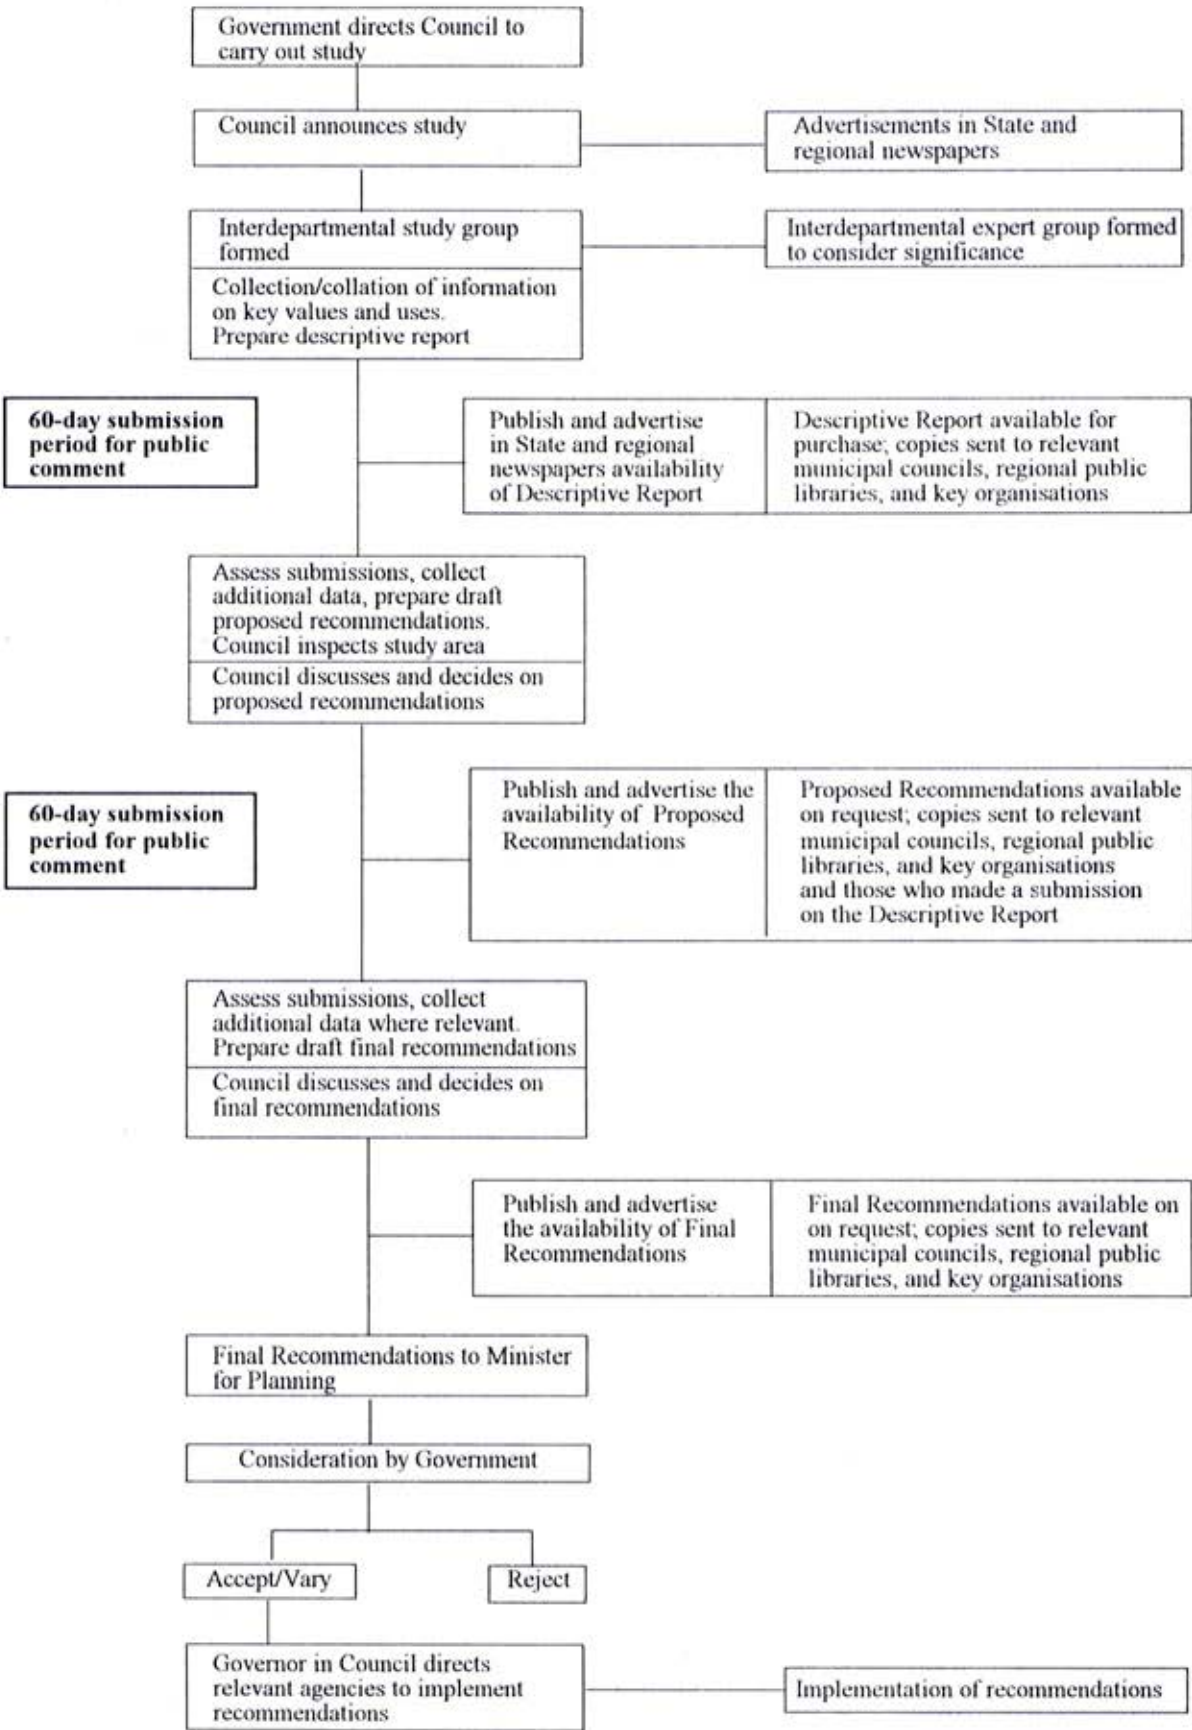 Government directs Council to
carry out study
Council announces study
Advertisements in State and
regional newspapers
Interdepartmental study group
formed
Interdepartmental expert group formed
to consider significance
Collection/collation of information
on key values and uses.
Prepare descriptive report
60-day submission
period for public
comment
Publish and advertise
in State and regional
newspapers availability
of Descriptive Report
Descriptive Report available for
purchase; copies sent to relevant
municipal councils, regional public
libraries, and key organisations
Assess submissions, collect
additional data, prepare draft
proposed recommendations.
Council inspects study area
Council discusses and decides on
proposed recommendations
60-day submission
period for public
comment
Publish and advertise the
availability of Proposed
Recommendations
Proposed Recommendations available
on request; copies sent to relevant
municipal councils, regional public
libraries, and key organisations
and those who made a submission
on the Descriptive Report
Assess submissions, collect
additional data where relevant.
Prepare draft final recommendations
Council discusses and decides on
final recommendations
Publish and advertise
the availability of Final
Recommendations
Final Recommendations available on
on request; copies sent to relevant
municipal councils, regional public
libraries, and key organisations
Final Recommendations to Minister
for Planning
Consideration by Government
Accept/Vary
Reject
Governor in Council directs
relevant agencies to implement
recommendations
Implementation of recommendations